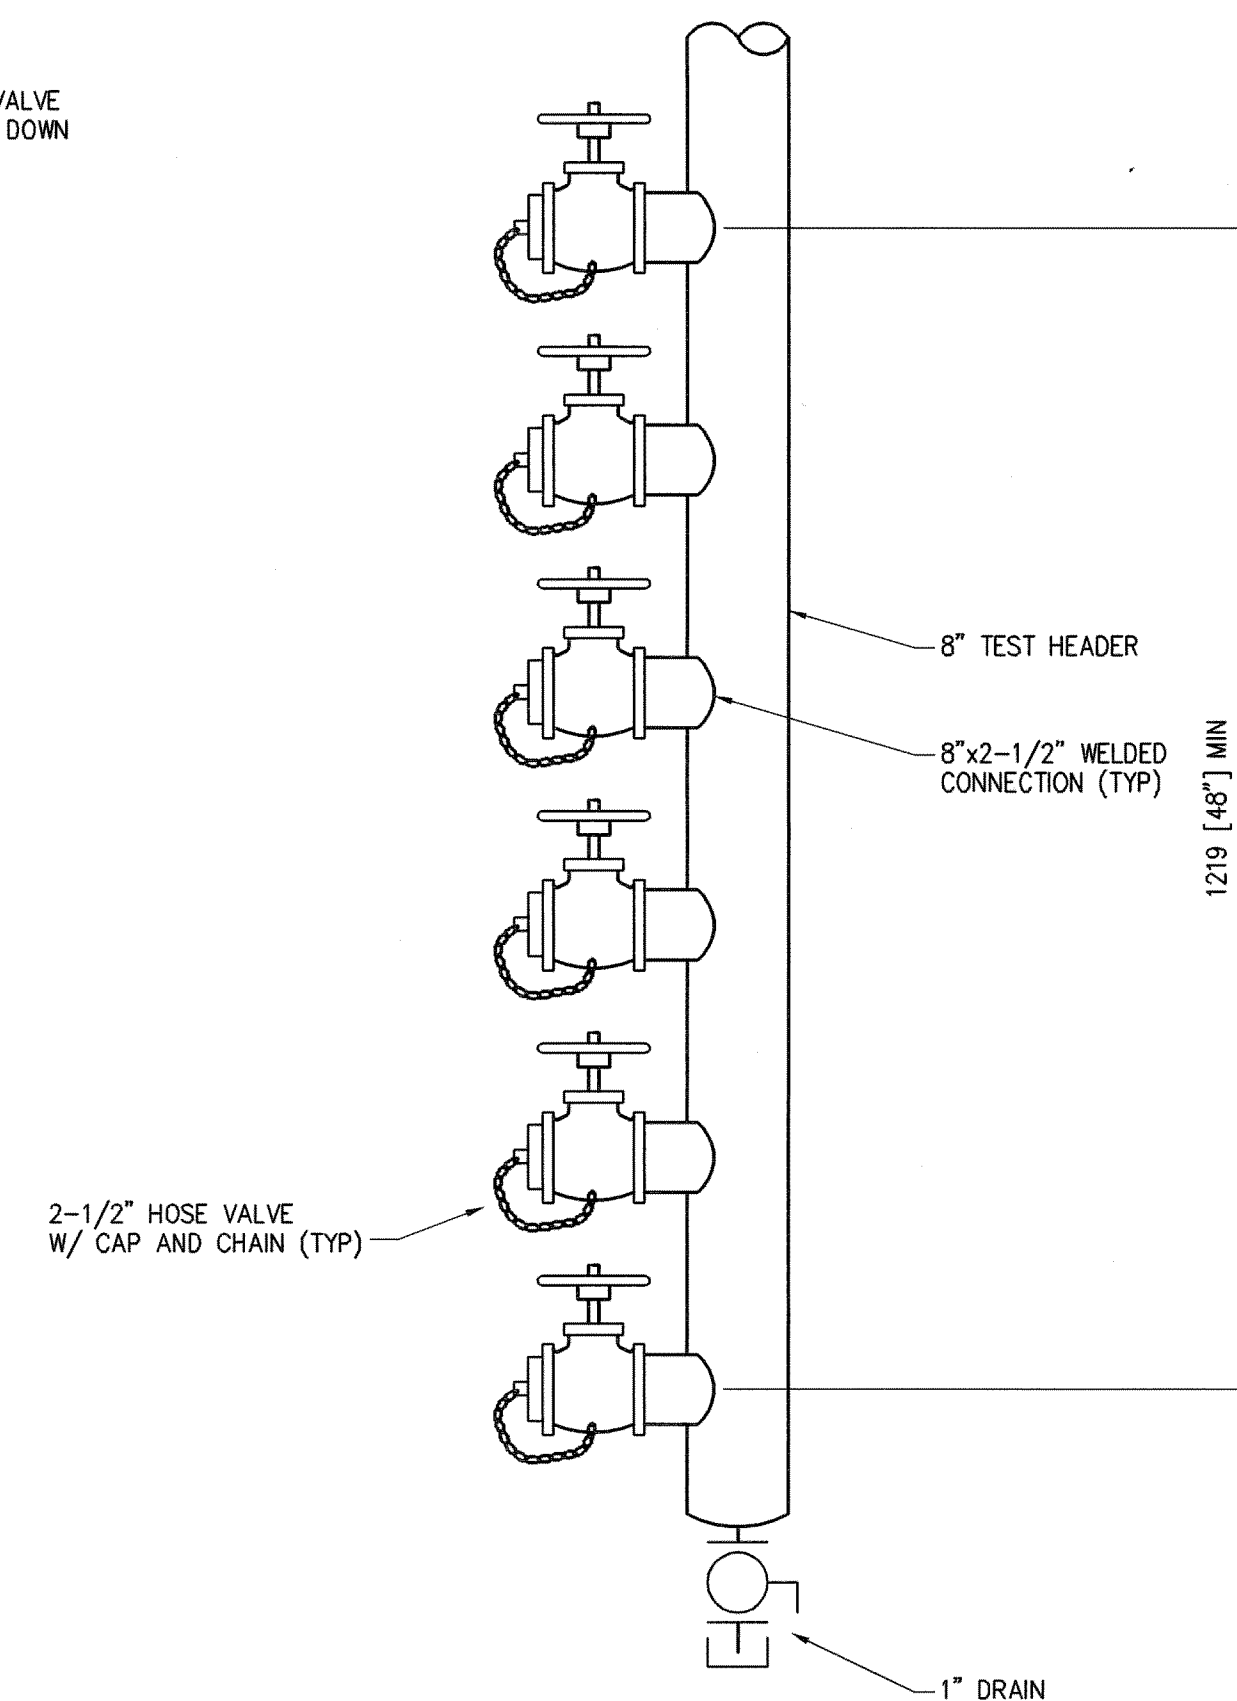 VALVE
DOWN
8" TEST HEADER
8"x2-1/2" WELDED
CONNECTION (TYP)
1219 [48"] MIN
2-1/2" HOSE VALVE
W/ CAP AND CHAIN (TYP)
1" DRAIN